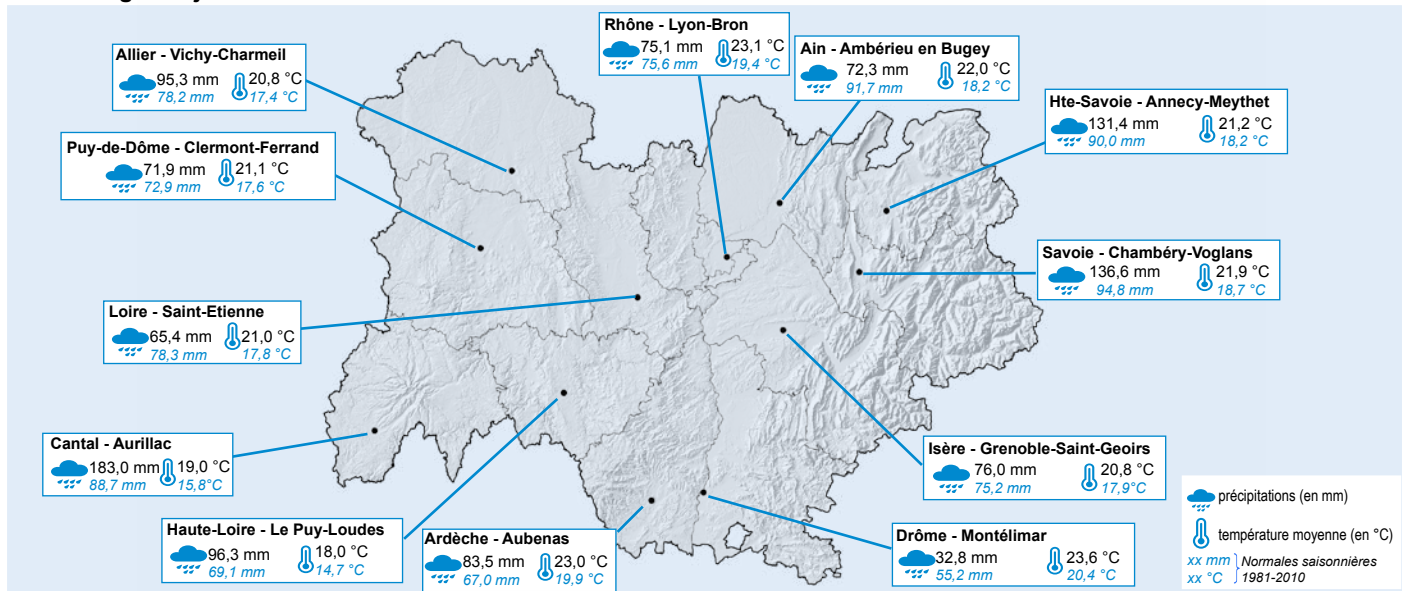 Rhône - Lyon-Bron
75,1 mm 23,1 °C
75,6 mm 19,4 °C
Ain - Ambérieu en Bugey
72,3 mm 22,0 °C
91,7 mm 18,2 °C
Allier - Vichy-Charmeil
95,3 mm 20,8 °C
78,2 mm 17,4 °C
Hte-Savoie - Annecy-Meythet
131,4 mm 21,2 °C
90,0 mm 18,2 °C
Puy-de-Dôme - Clermont-Ferrand
71,9 mm 21,1 °C
72,9 mm 17,6 °C
Savoie - Chambéry-Voglans
136,6 mm 21,9 °C
94,8 mm 18,7 °C
Loire - Saint-Etienne
65,4 mm 21,0 °C
78,3 mm 17,8 °C
Cantal - Aurillac
183,0 mm 19,0 °C
88,7 mm 15,8°C
Isère - Grenoble-Saint-Geoirs
76,0 mm 20,8 °C
75,2 mm 17,9°C
Haute-Loire - Le Puy-Loudes
96,3 mm 18,0 °C
69,1 mm 14,7 °C
Ardèche - Aubenas
83,5 mm 23,0 °C
67,0 mm 19,9 °C
Drôme - Montélimar
32,8 mm 23,6 °C
55,2 mm 20,4 °C
précipitations (en mm)
température moyenne (en °C)
xx mm Normales saisonnières
xx °C 1981-2010